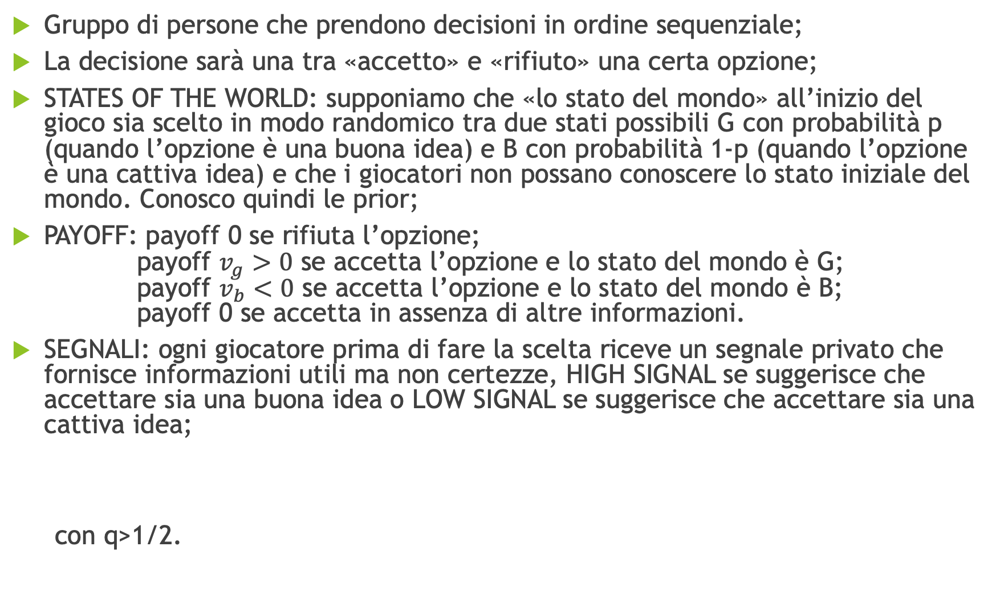 Gruppo di persone che prendono decisioni in ordine sequenziale;
La decisione sarà una tra «accetto» e «rifiuto» una certa opzione;
STATES OF THE WORLD: supponiamo che «lo stato del mondo» all’inizio del
gioco sia scelto in modo randomico tra due stati possibili G con probabilità p
(quando l’opzione è una buona idea) e B con probabilità 1-p (quando l’opzione
è una cattiva idea) e che i giocatori non possano conoscere lo stato iniziale del
mondo. Conosco quindi le prior;
PAYOFF: payoff 0 se rifiuta l’opzione;
payoff v_g > 0 se accetta l’opzione e lo stato del mondo è G;
payoff v_b < 0 se accetta l’opzione e lo stato del mondo è B;
payoff 0 se accetta in assenza di altre informazioni.
SEGNALI: ogni giocatore prima di fare la scelta riceve un segnale privato che
fornisce informazioni utili ma non certezze, HIGH SIGNAL se suggerisce che
accettare sia una buona idea o LOW SIGNAL se suggerisce che accettare sia una
cattiva idea;
con q>1/2.